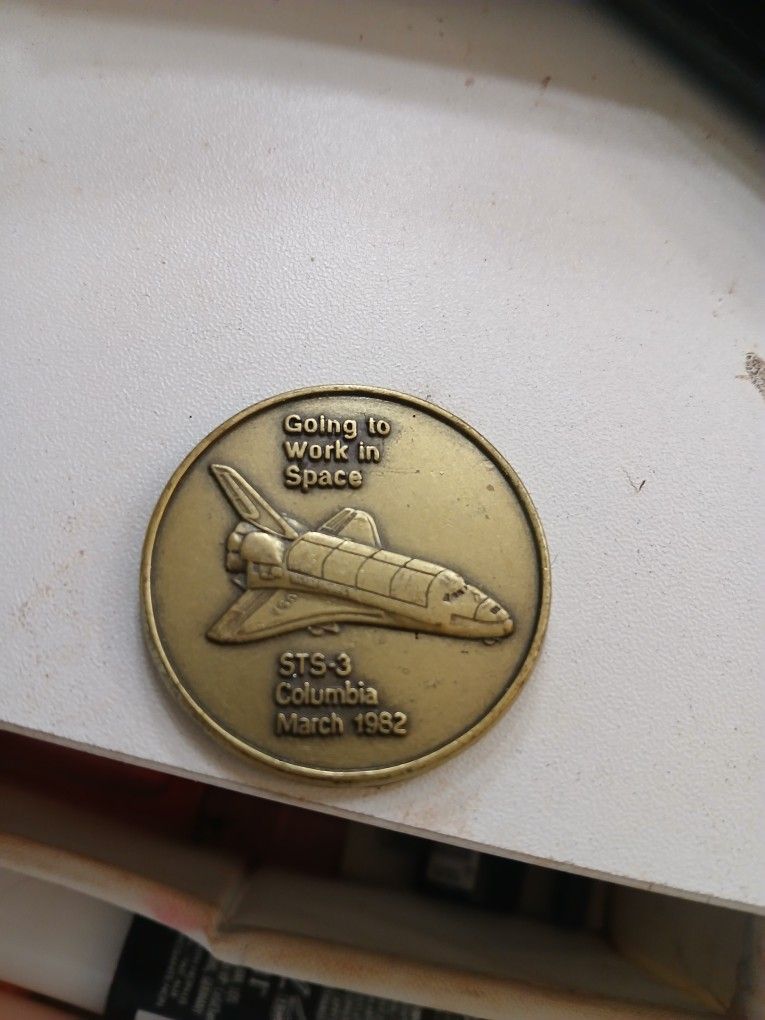 Going to
Work in
Space
STS-3
Columbia
March 1982